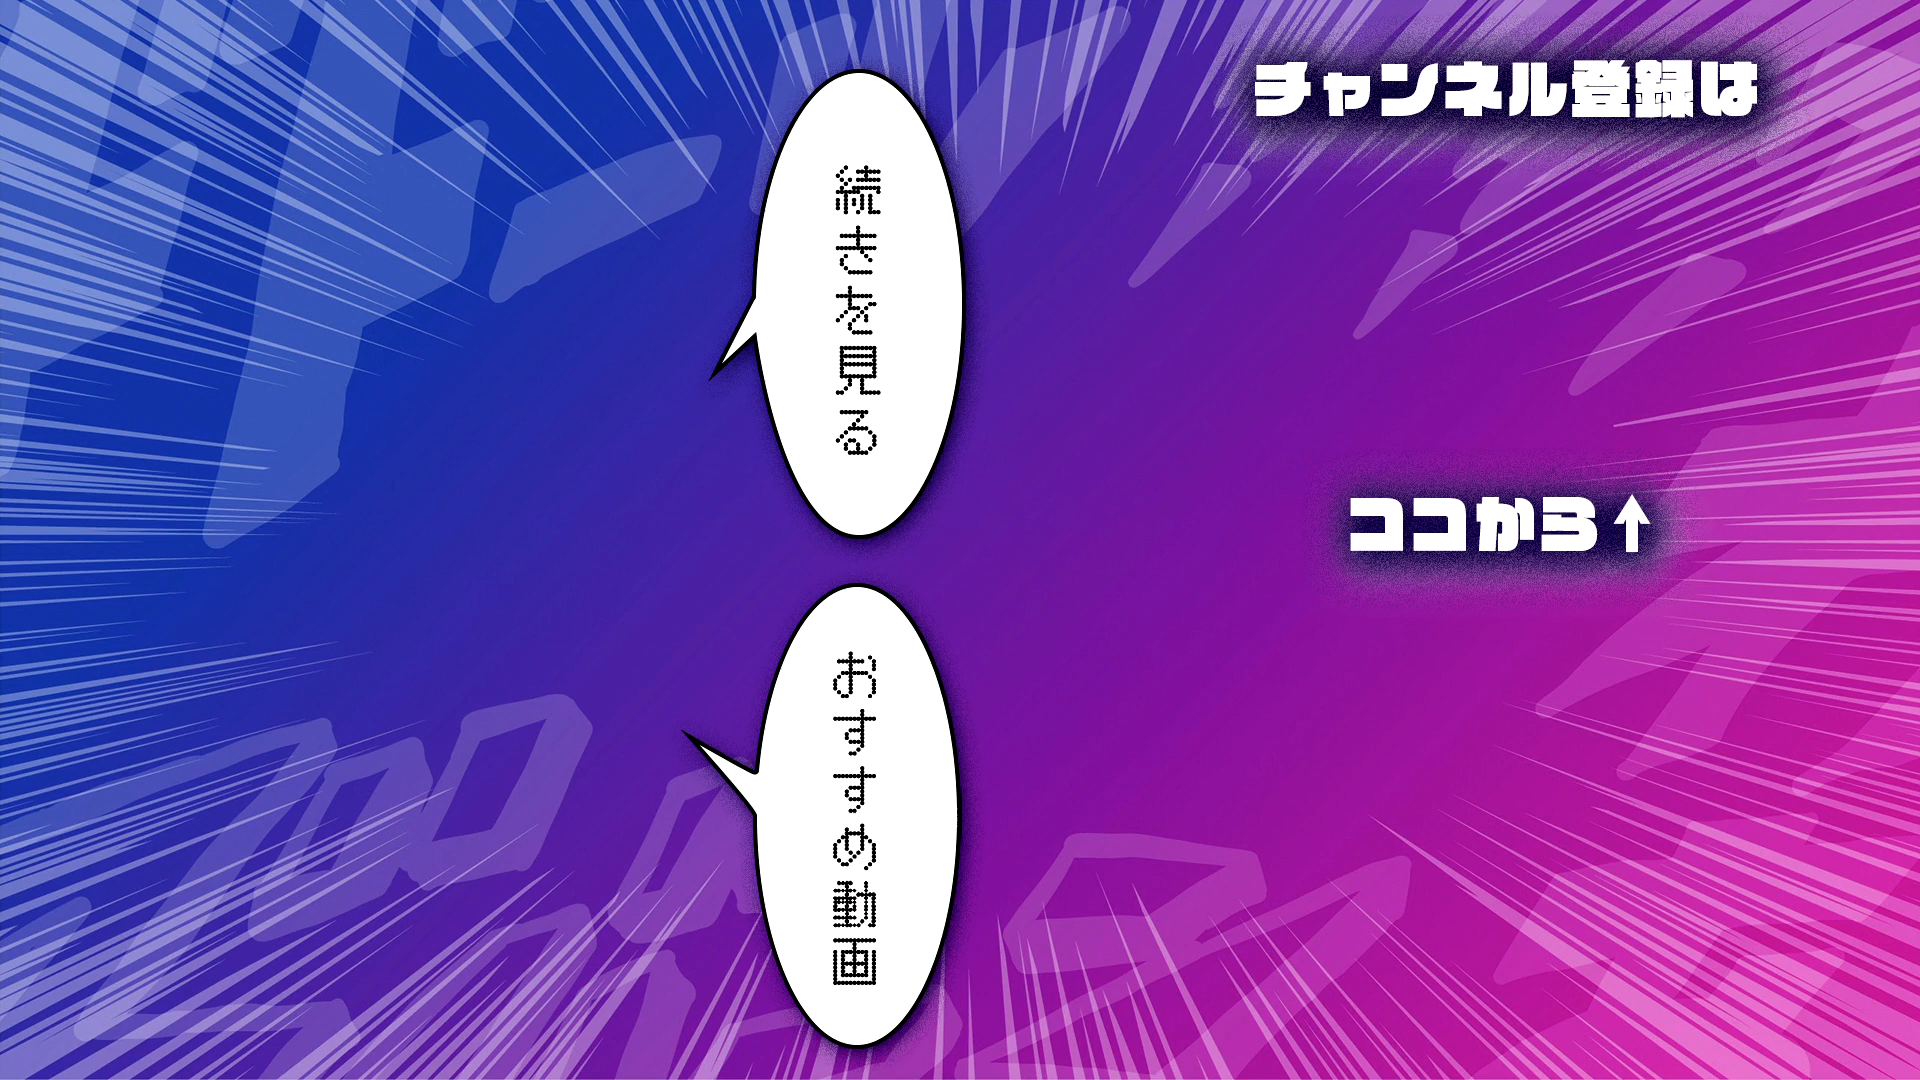 チャンネル登録は
ココから↑
続きを見る
おすすめ動画